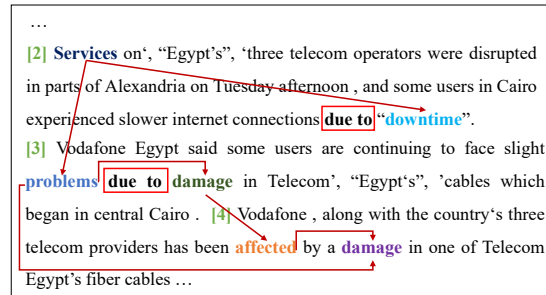 …
[2] Services on‘, “Egypt’s”, ‘three telecom operators were disrupted
in parts of Alexandria on Tuesday afternoon , and some users in Cairo
experienced slower internet connections due to “downtime”.
[3] Vodafone Egypt said some users are continuing to face slight
problems due to damage in Telecom’, “Egypt‘s”, ’cables which
began in central Cairo . [4] Vodafone , along with the country‘s three
telecom providers has been affected by a damage in one of Telecom
Egypt’s fiber cables …